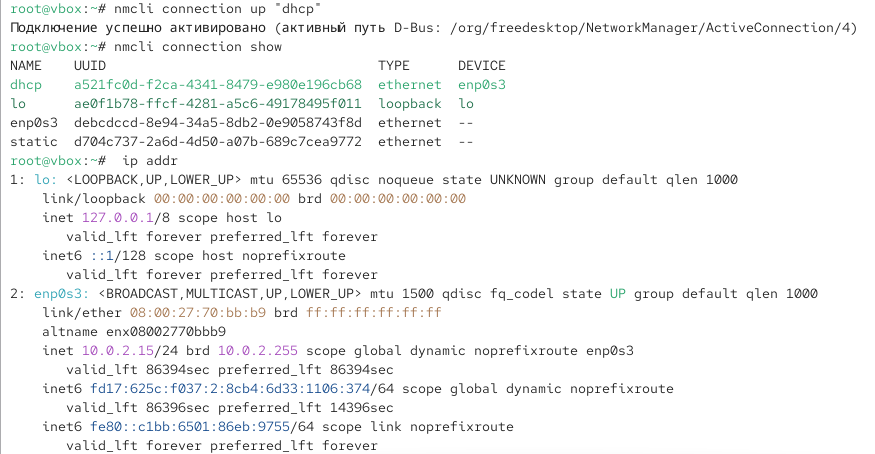 root@vbox:~# nmcli connection up "dhcp"
Подключение успешно активировано (активный путь D-Bus: /org/freedesktop/NetworkManager/ActiveConnection/4)
root@vbox:~# nmcli connection show
NAME    UUID                                  TYPE      DEVICE
dhcp    a521fc0d-f2ca-4341-8479-e980e196cb68  ethernet  enp0s3
lo      ae0f1b78-ffcf-4281-a5c6-49178495f011  loopback  lo
enp0s3  debcdccd-8e94-34a5-8db2-0e9058743f8d  ethernet  --
static  d704c737-2a6d-4d50-a07b-689c7cea9772  ethernet  --
root@vbox:~#  ip addr
1: lo: <LOOPBACK,UP,LOWER_UP> mtu 65536 qdisc noqueue state UNKNOWN group default qlen 1000
    link/loopback 00:00:00:00:00:00 brd 00:00:00:00:00:00
    inet 127.0.0.1/8 scope host lo
       valid_lft forever preferred_lft forever
    inet6 ::1/128 scope host noprefixroute
       valid_lft forever preferred_lft forever
2: enp0s3: <BROADCAST,MULTICAST,UP,LOWER_UP> mtu 1500 qdisc fq_codel state UP group default qlen 1000
    link/ether 08:00:27:70:bb:b9 brd ff:ff:ff:ff:ff:ff
    altname enx08002770bbb9
    inet 10.0.2.15/24 brd 10.0.2.255 scope global dynamic noprefixroute enp0s3
       valid_lft 86394sec preferred_lft 86394sec
    inet6 fd17:625c:f037:2:8cb4:6d33:1106:374/64 scope global dynamic noprefixroute
       valid_lft 86396sec preferred_lft 14396sec
    inet6 fe80::c1bb:6501:86eb:9755/64 scope link noprefixroute
       valid_lft forever preferred_lft forever